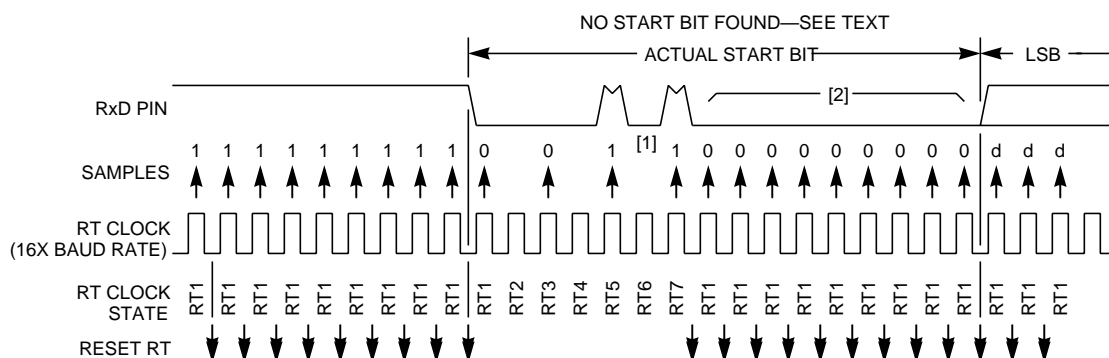 NO START BIT FOUND—SEE TEXT
ACTUAL START BIT
LSB
RxD PIN
[2]
[1]
1 1 1 1 1 1 1 1 1 0 0 1 1 0 0 0 0 0 0 0 0 0 d d d
SAMPLES
RT CLOCK
(16X BAUD RATE)
RT CLOCK
STATE
RT1 RT1 RT1 RT1 RT1 RT1 RT1 RT1 RT1 RT1 RT2 RT3 RT4 RT5 RT6 RT7 RT1 RT1 RT1 RT1 RT1 RT1 RT1 RT1 RT1 RT1 RT1 RT1
RESET RT